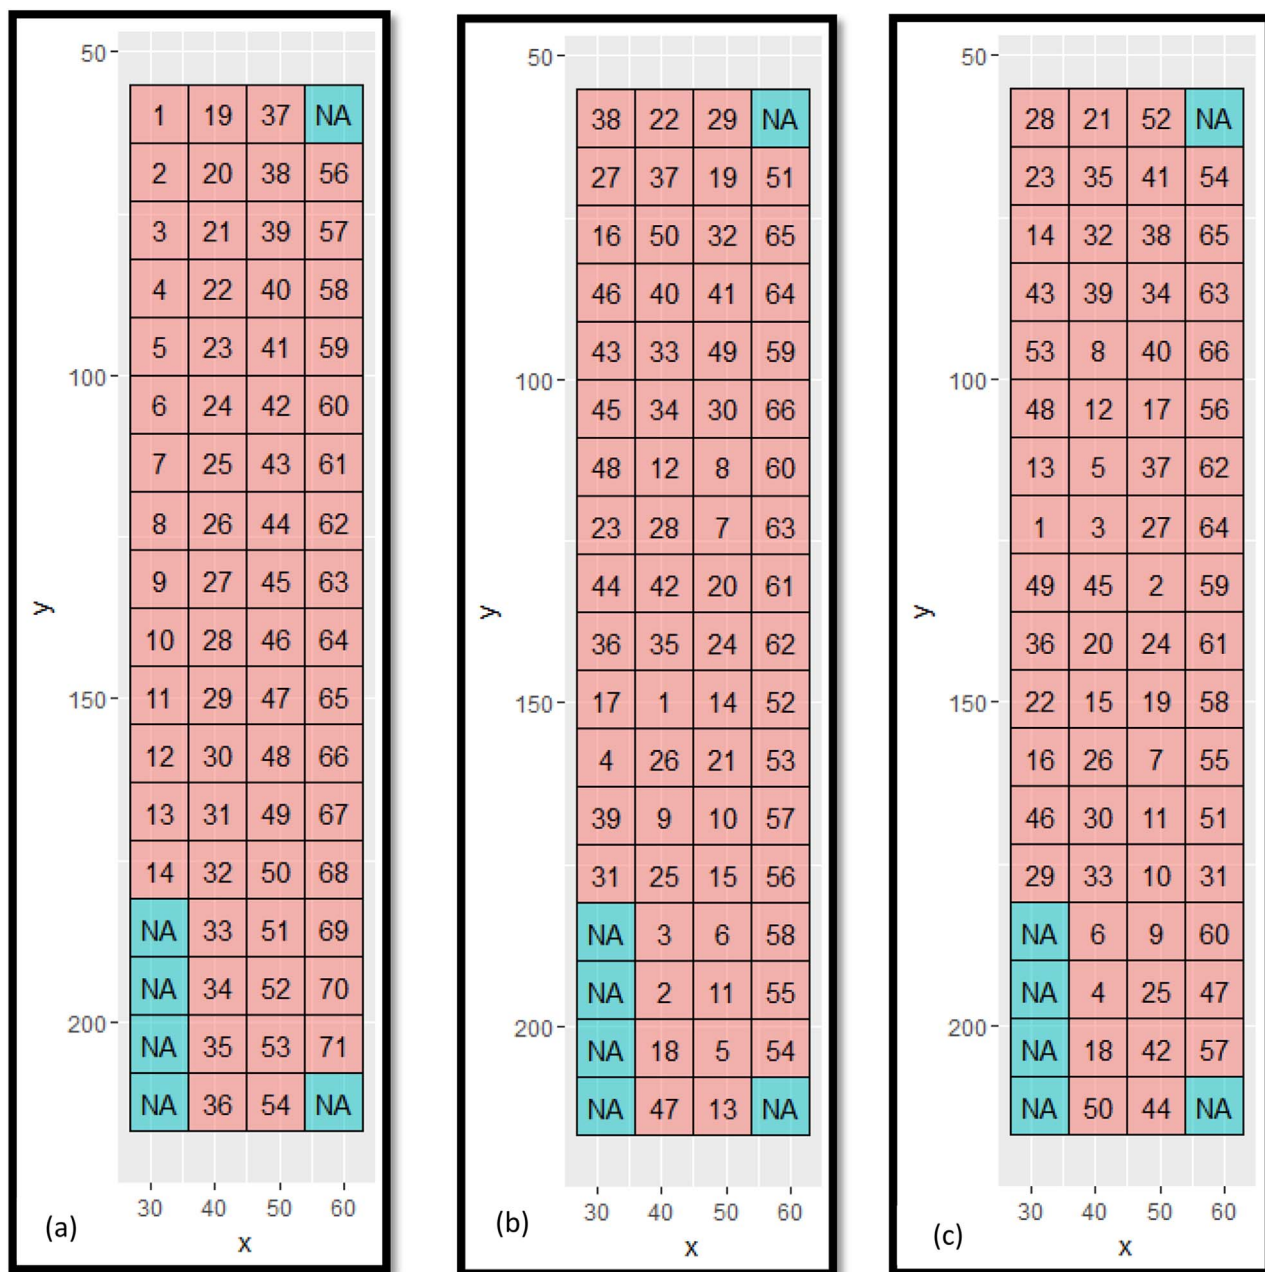 50
1 19 37 NA
2 20 38 56
3 21 39 57
4 22 40 58
5 23 41 59
100
6 24 42 60
7 25 43 61
8 26 44 62
9 27 45 63
y
10 28 46 64
150
11 29 47 65
12 30 48 66
13 31 49 67
14 32 50 68
NA 33 51 69
NA 34 52 70
200
NA 35 53 71
NA 36 54 NA
30 40 50 60
x
(a)
50
38 22 29 NA
27 37 19 51
16 50 32 65
46 40 41 64
43 33 49 59
100
45 34 30 66
48 12 8 60
23 28 7 63
44 42 20 61
y
36 35 24 62
150
17 1 14 52
4 26 21 53
39 9 10 57
31 25 15 56
NA 3 6 58
NA 2 11 55
200
NA 18 5 54
NA 47 13 NA
30 40 50 60
x
(b)
50
28 21 52 NA
23 35 41 54
14 32 38 65
43 39 34 63
53 8 40 66
100
48 12 17 56
13 5 37 62
1 3 27 64
49 45 2 59
y
36 20 24 61
150
22 15 19 58
16 26 7 55
46 30 11 51
29 33 10 31
NA 6 9 60
NA 4 25 47
200
NA 18 42 57
NA 50 44 NA
30 40 50 60
x
(c)